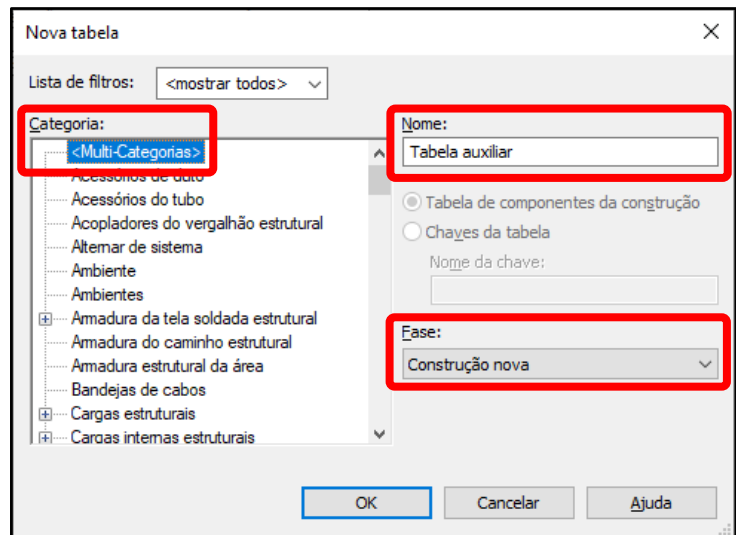 Nova tabela
Lista de filtros: <mostrar todos>
Categoria:
<Multi-Categorias>
Acessórios de duto
Acessórios do tubo
Acopladores do vergalhão estrutural
Alternar de sistema
Ambiente
Ambientes
Armadura da tela soldada estrutural
Armadura do caminho estrutural
Armadura estrutural da área
Bandejas de cabos
Cargas estruturais
Cargas internas estruturais
Nome:
Tabela auxiliar
Tabela de componentes da construção
Chaves da tabela
Nome da chave:
Fase:
Construção nova
OK Cancelar Ajuda